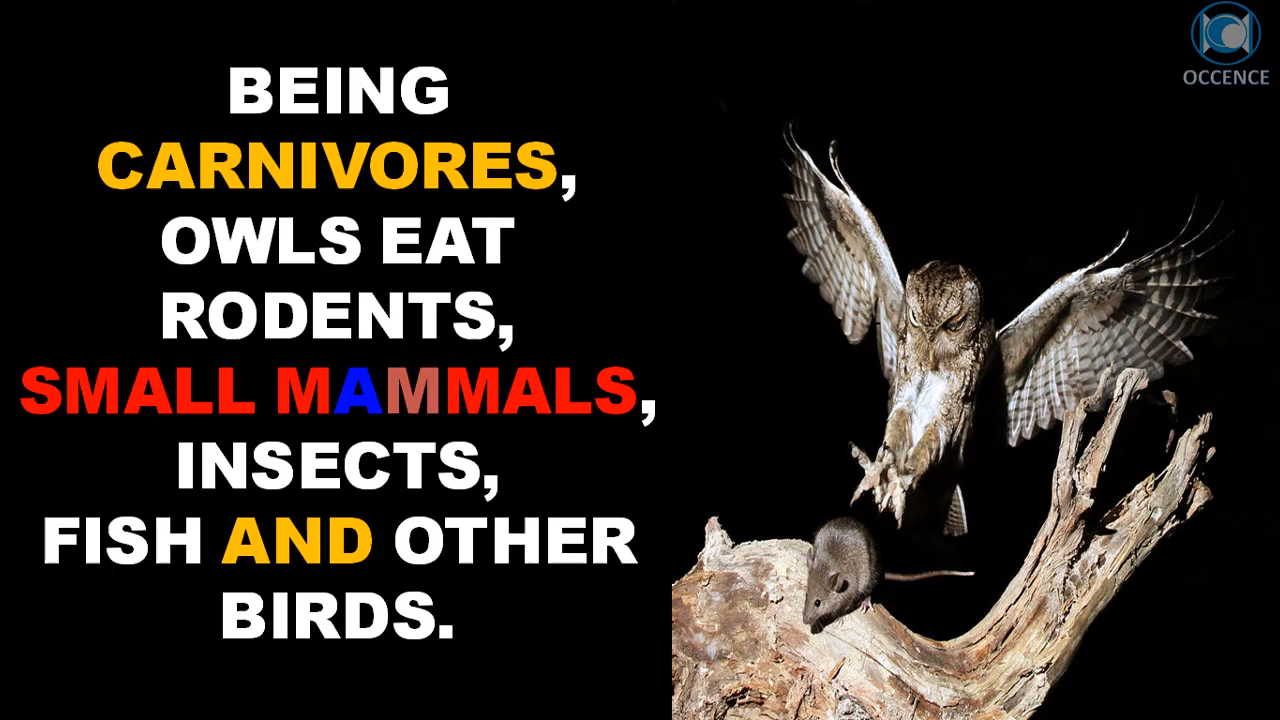 BEING
CARNIVORES,
OWLS EAT
RODENTS,
SMALL MAMMALS,
INSECTS,
FISH AND OTHER
BIRDS.
OCCENCE